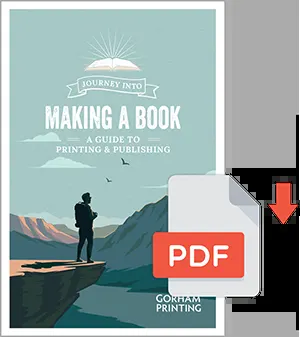 JOURNEY INTO
MAKING A BOOK
A GUIDE TO
PRINTING & PUBLISHING
PDF
GORHAM
PRINTING